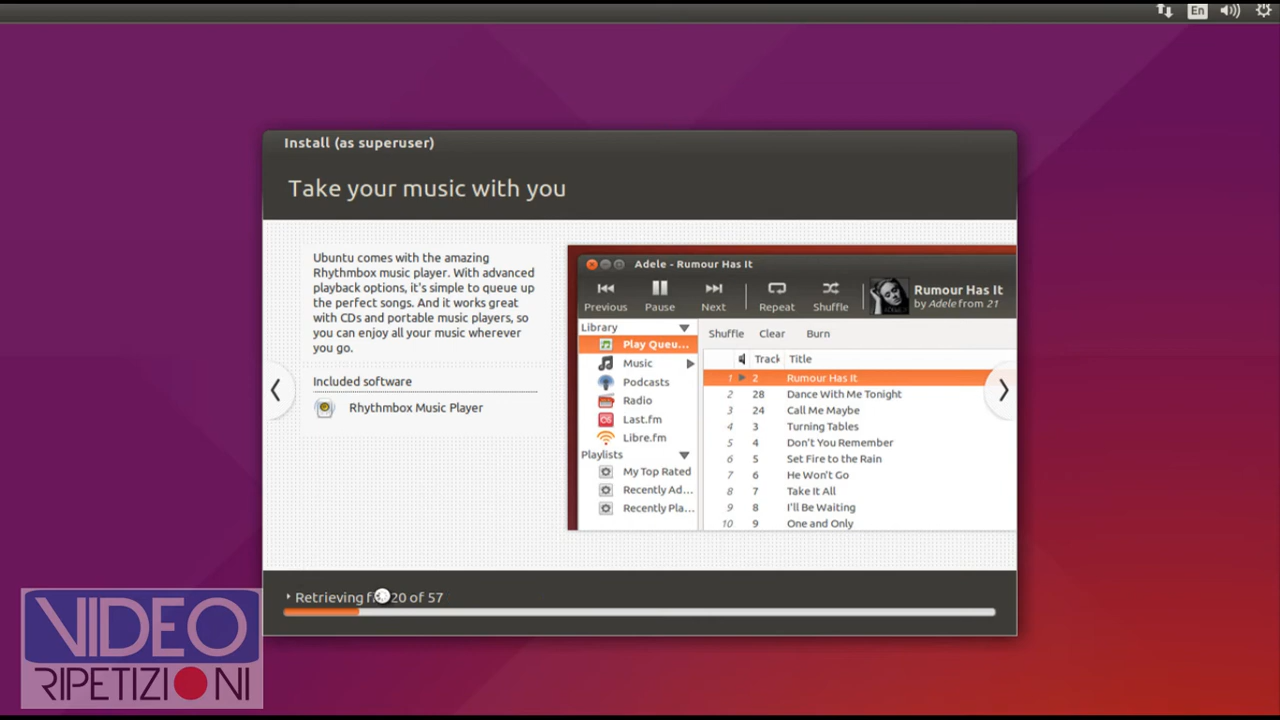 En
Install (as superuser)
Take your music with you
Ubuntu comes with the amazing
Rhythmbox music player. With advanced
playback options, it's simple to queue up
the perfect songs. And it works great
with CDs and portable music players, so
you can enjoy all your music wherever
you go.
Included software
Rhythmbox Music Player
Adele - Rumour Has It
Previous Pause Next Repeat Shuffle
Rumour Has It
by Adele from 21
Library
Play Queu...
Music
Podcasts
Radio
Last.fm
Libre.fm
Playlists
My Top Rated
Recently Ad...
Recently Pla...
Shuffle Clear Burn
Track Title
1 2 Rumour Has It
2 28 Dance With Me Tonight
3 24 Call Me Maybe
4 3 Turning Tables
5 4 Don't You Remember
6 5 Set Fire to the Rain
7 6 He Won't Go
8 7 Take It All
9 8 I'll Be Waiting
10 9 One and Only
Retrieving 20 of 57
VIDEO
RIPETIZIONI